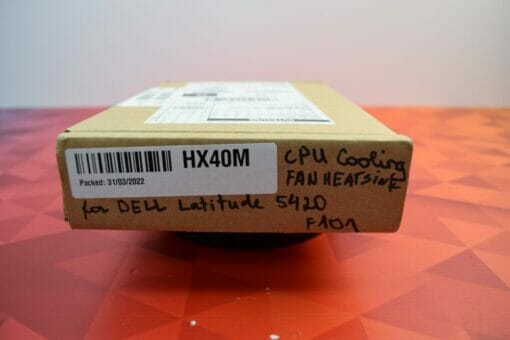 HX40M
Packed: 31/03/2022
CPU Cooling
FAN HEATSINK
for DELL Latitude 5420
F101